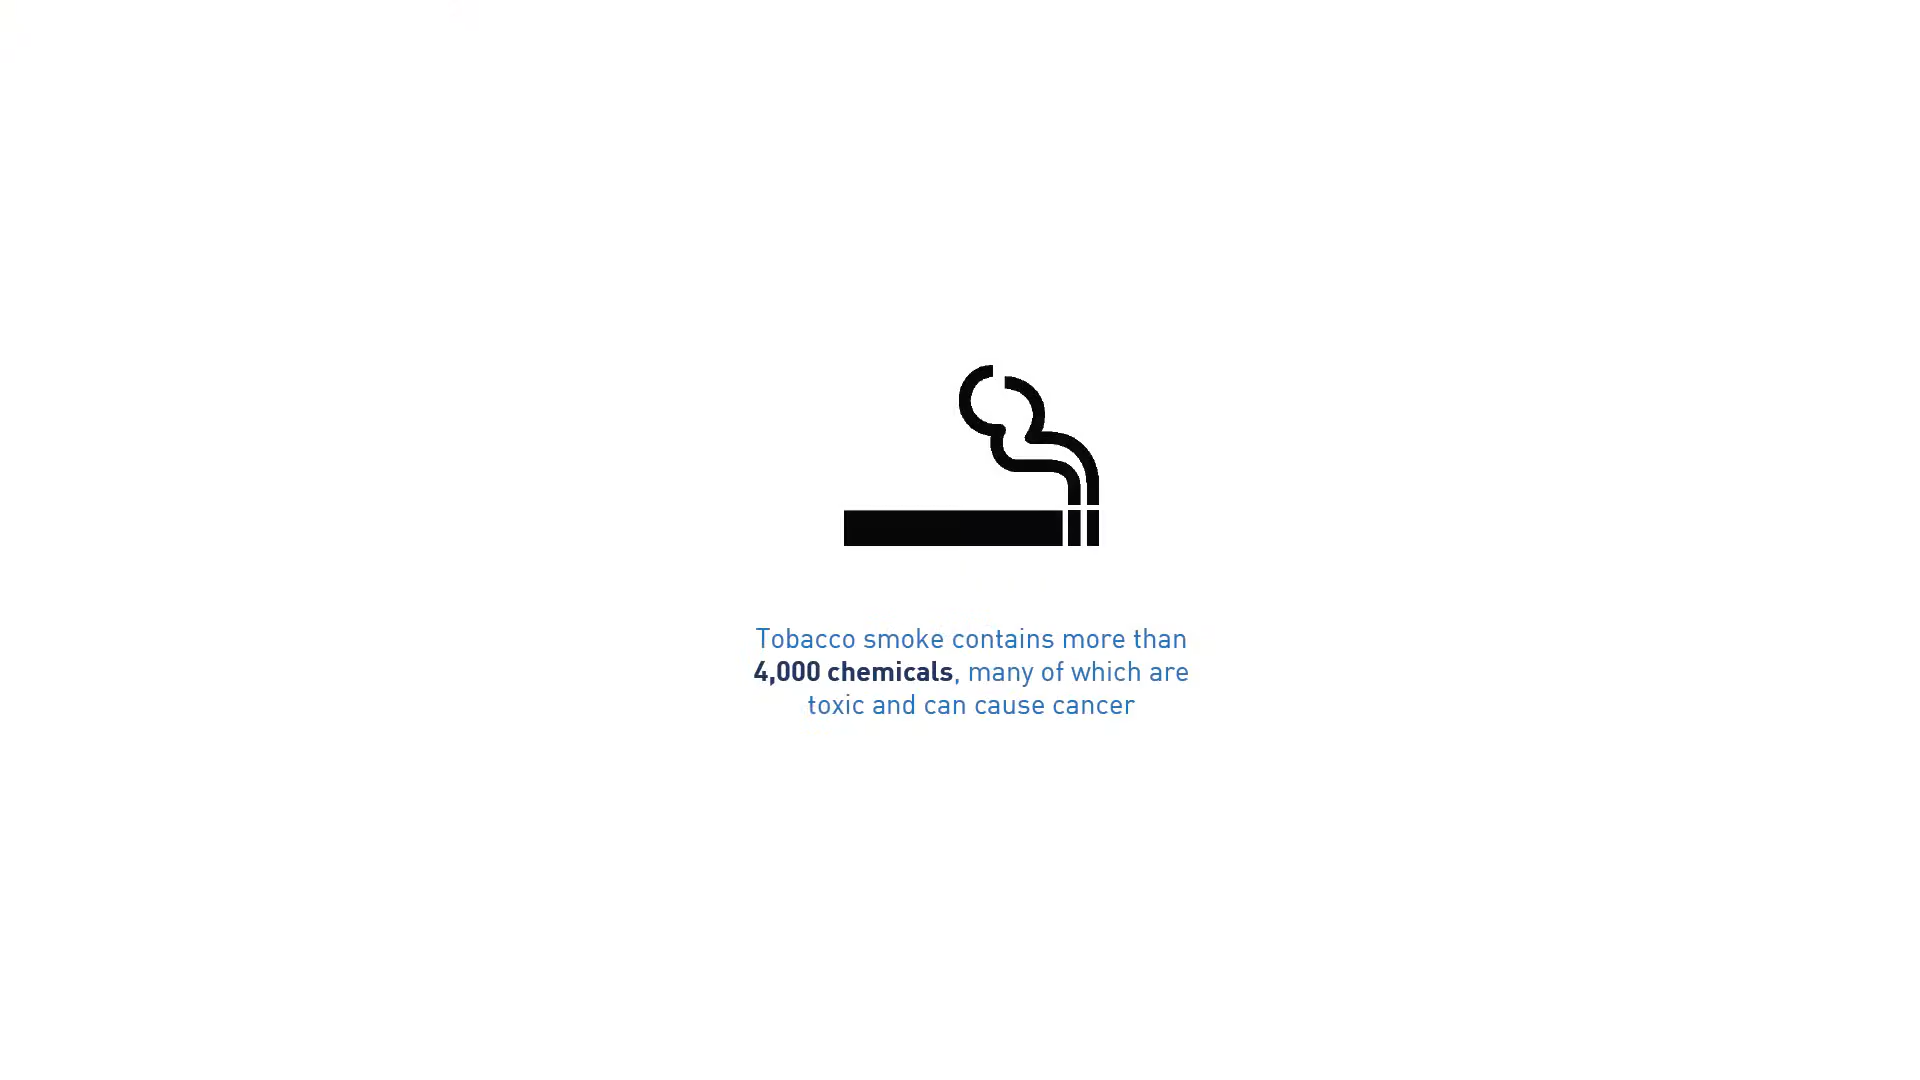 Tobacco smoke contains more than
4,000 chemicals, many of which are
toxic and can cause cancer